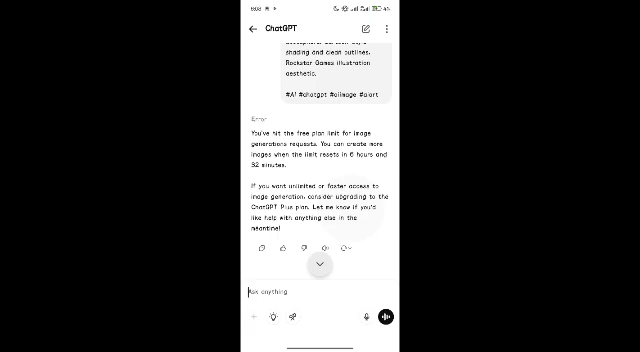 4%
ChatGPT
shading and clean outlines,
Rockstar Games illustration
aesthetic.
#AI #chatgpt #aiimage #aiart
Error
You've hit the free plan limit for image
generations requests. You can create more
images when the limit resets in 6 hours and
32 minutes.
If you want unlimited or faster access to
image generation, consider upgrading to the
ChatGPT Plus plan. Let me know if you'd
like help with anything else in the
meantime!
Ask anything